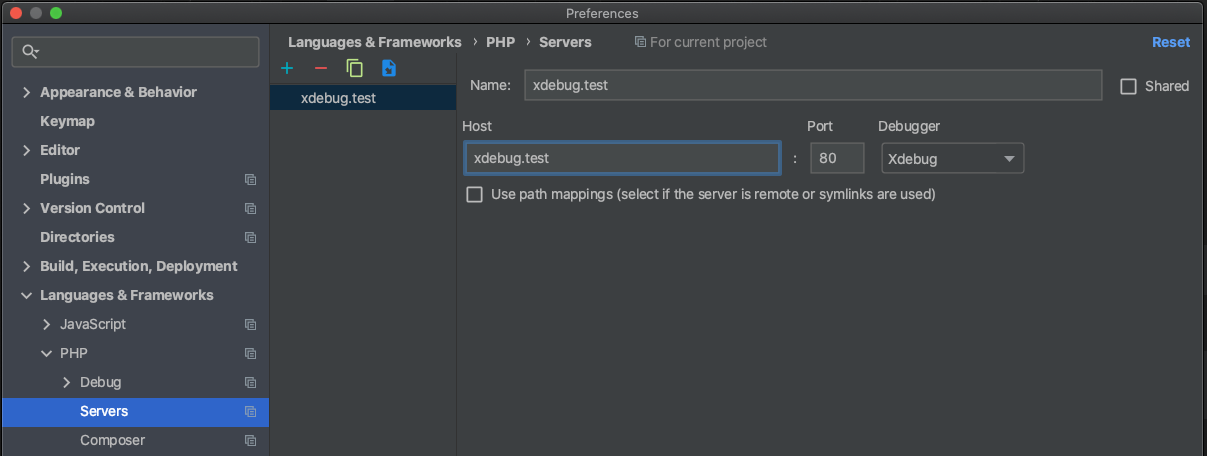 Preferences
Appearance & Behavior
Keymap
Editor
Plugins
Version Control
Directories
Build, Execution, Deployment
Languages & Frameworks
JavaScript
PHP
Debug
Servers
Composer
Languages & Frameworks › PHP › Servers For current project Reset
xdebug.test
Name: xdebug.test Shared
Host Port Debugger
xdebug.test : 80 Xdebug
Use path mappings (select if the server is remote or symlinks are used)